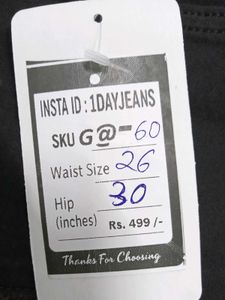 INSTA ID : 1DAYJEANS
SKU G@-60
Waist Size 26
Hip 30
(inches) Rs. 499 /-
Thanks For Choosing